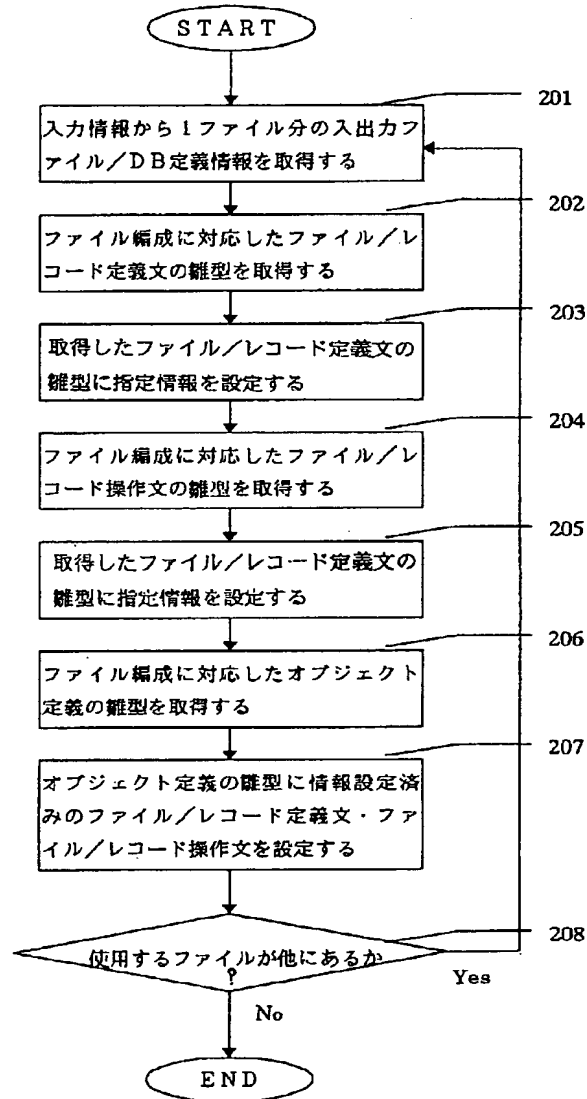 START
201
入力情報から1ファイル分の入出力フ
ァイル／DB定義情報を取得する
202
ファイル編成に対応したファイル／レ
コード定義文の雛型を取得する
203
取得したファイル／レコード定義文の
雛型に指定情報を設定する
204
ファイル編成に対応したファイル／レ
コード操作文の雛型を取得する
205
取得したファイル／レコード定義文の
雛型に指定情報を設定する
206
ファイル編成に対応したオブジェクト
定義の雛型を取得する
207
オブジェクト定義の雛型に情報設定済
みのファイル／レコード定義文・ファ
イル／レコード操作文を設定する
208
使用するファイルが他にあるか
?
Yes
No
END